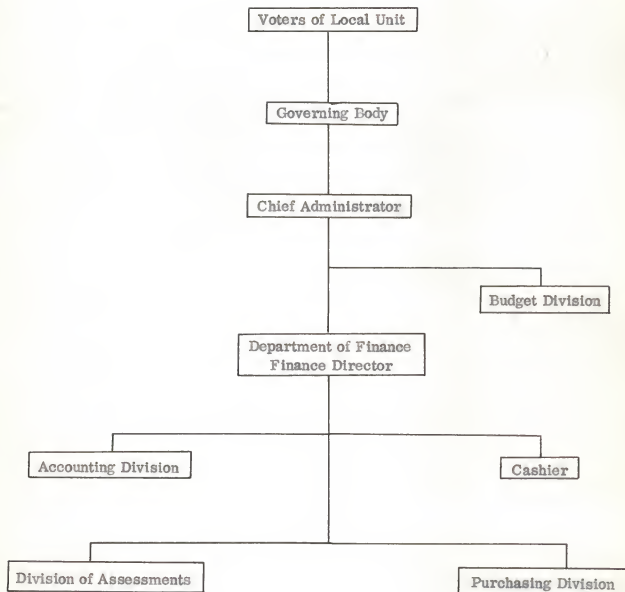 Voters of Local Unit
Governing Body
Chief Administrator
Budget Division
Department of Finance
Finance Director
Accounting Division
Cashier
Division of Assessments
Purchasing Division